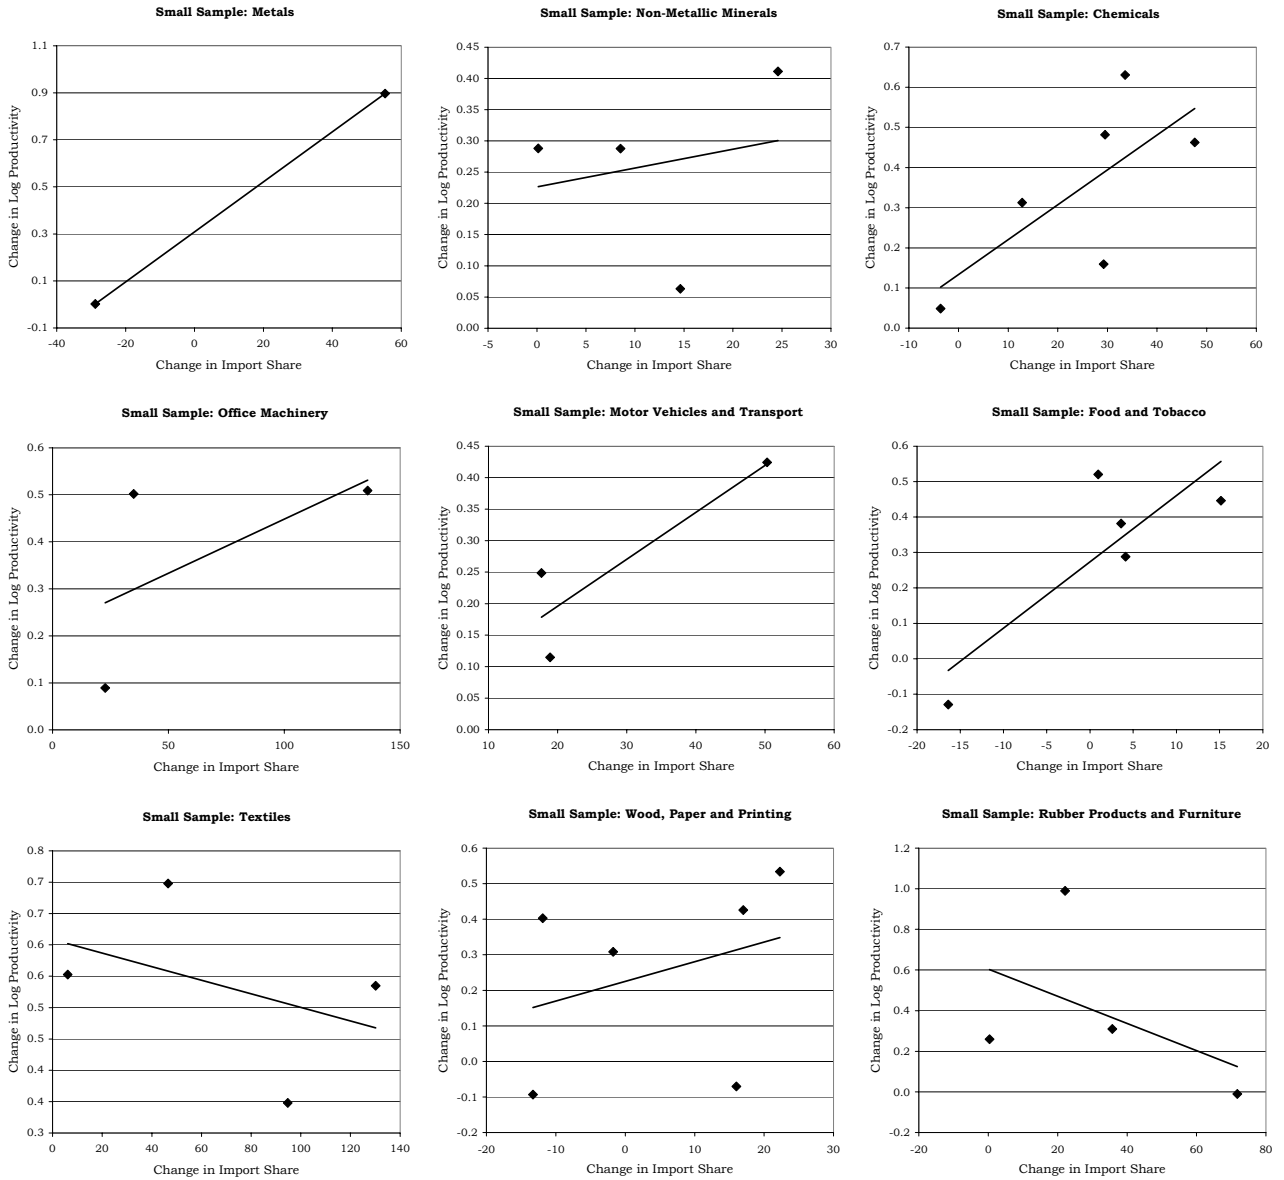 Small Sample: Metals
1.1
0.9
0.7
0.5
0.3
0.1
-0.1
-40 -20 0 20 40 60
Change in Log Productivity
Change in Import Share
Small Sample: Non-Metallic Minerals
0.45
0.40
0.35
0.30
0.25
0.20
0.15
0.10
0.05
0.00
-5 0 5 10 15 20 25 30
Change in Log Productivity
Change in Import Share
Small Sample: Chemicals
0.7
0.6
0.5
0.4
0.3
0.2
0.1
0.0
-10 0 10 20 30 40 50 60
Change in Log Productivity
Change in Import Share
Small Sample: Office Machinery
0.6
0.5
0.4
0.3
0.2
0.1
0.0
0 50 100 150
Change in Log Productivity
Change in Import Share
Small Sample: Motor Vehicles and Transport
0.45
0.40
0.35
0.30
0.25
0.20
0.15
0.10
0.05
0.00
10 20 30 40 50 60
Change in Log Productivity
Change in Import Share
Small Sample: Food and Tobacco
0.6
0.5
0.4
0.3
0.2
0.1
0.0
-0.1
-0.2
-20 -15 -10 -5 0 5 10 15 20
Change in Log Productivity
Change in Import Share
Small Sample: Textiles
0.8
0.7
0.7
0.6
0.6
0.5
0.5
0.4
0.4
0.3
0 20 40 60 80 100 120 140
Change in Log Productivity
Change in Import Share
Small Sample: Wood, Paper and Printing
0.6
0.5
0.4
0.3
0.2
0.1
0.0
-0.1
-0.2
-20 -10 0 10 20 30
Change in Log Productivity
Change in Import Share
Small Sample: Rubber Products and Furniture
1.2
1.0
0.8
0.6
0.4
0.2
0.0
-0.2
-20 0 20 40 60 80
Change in Log Productivity
Change in Import Share